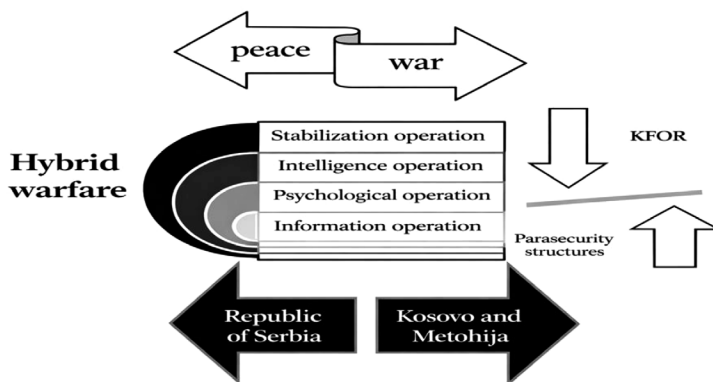 peace
war
Hybrid
warfare
Stabilization operation
Intelligence operation
Psychological operation
Information operation
KFOR
Parasecurity
structures
Republic
of Serbia
Kosovo and
Metohija